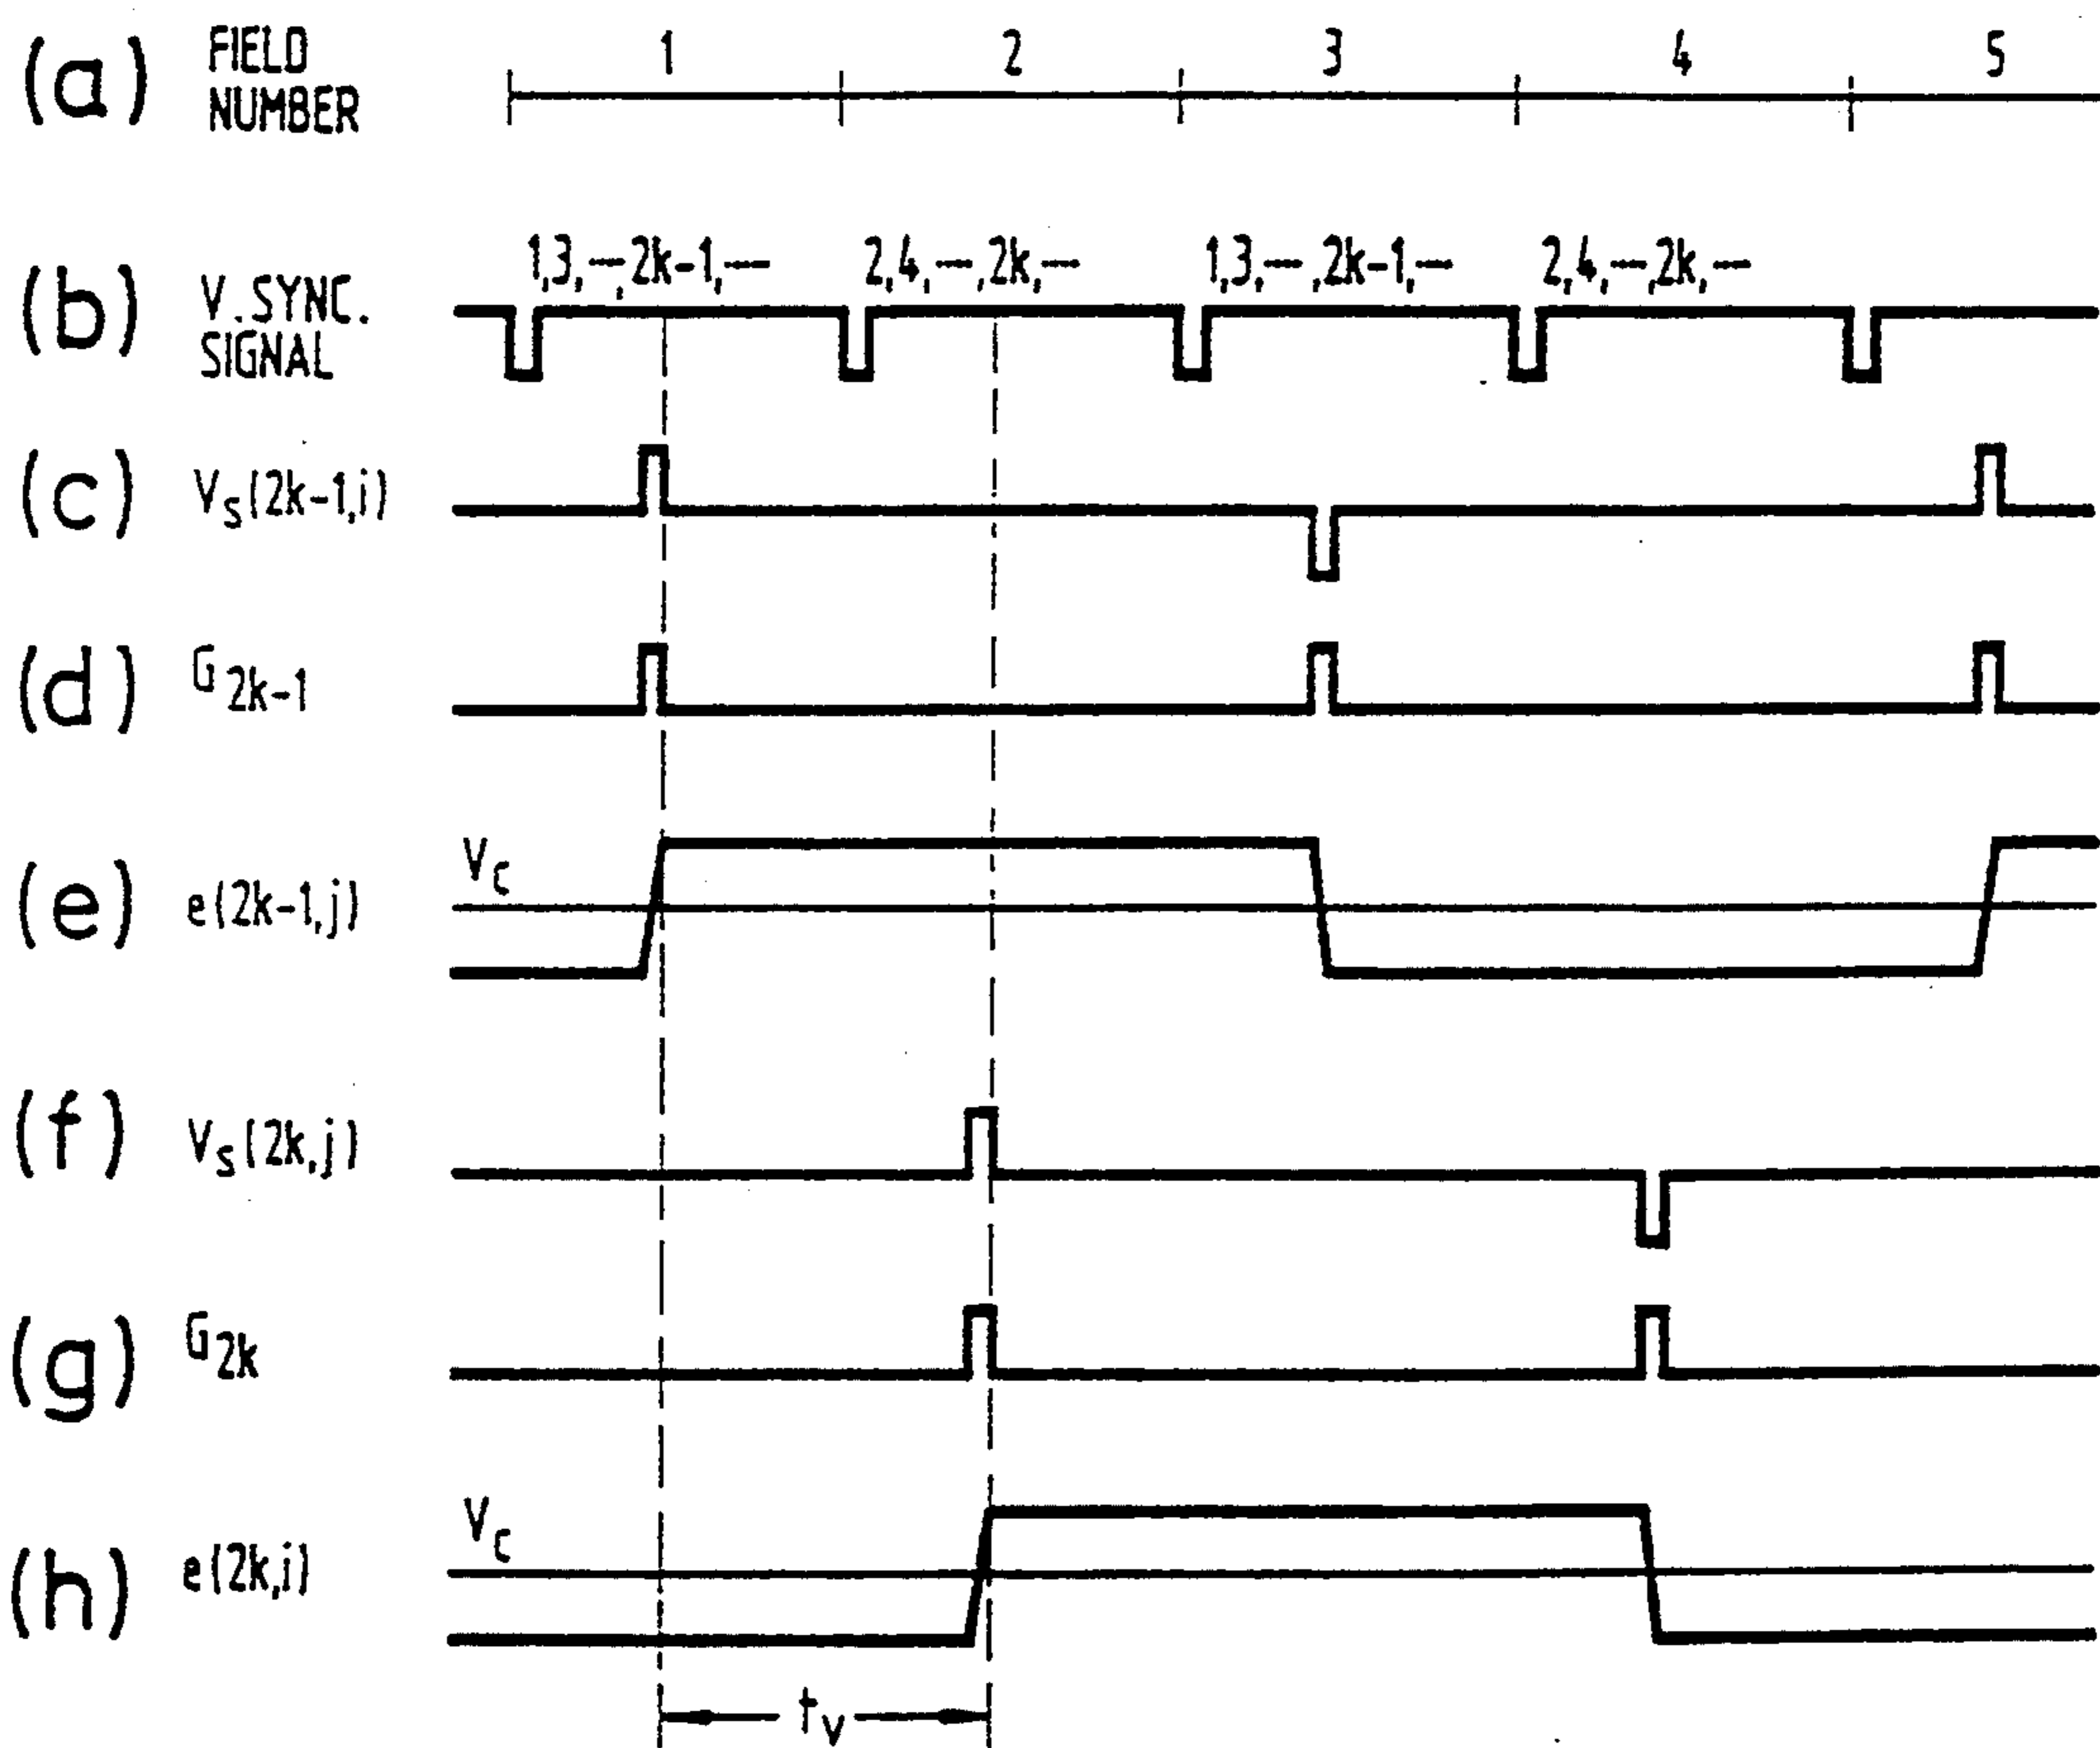 (a) FIELD NUMBER 1 2 3 4 5
(b) V.SYNC. SIGNAL 1,3,---,2k-1,--- 2,4,---,2k,--- 1,3,---,2k-1,--- 2,4,---,2k,---
(c) Vs(2k-1,i)
(d) G2k-1
(e) e(2k-1,j) Vc
(f) Vs(2k,j)
(g) G2k
(h) e(2k,i) Vc
tv